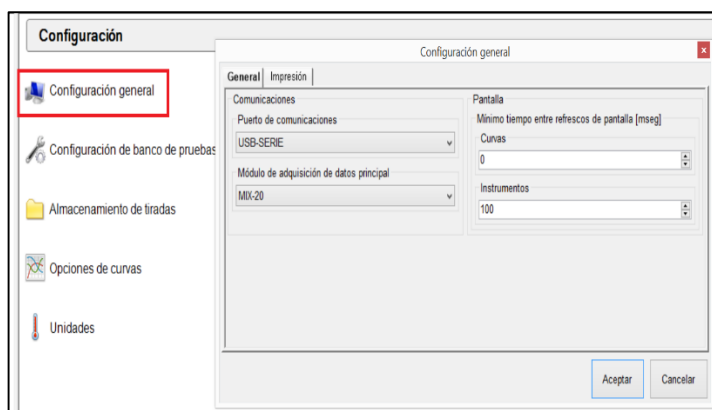 Configuración
Configuración general
Configuración de banco de pruebas
Almacenamiento de tiradas
Opciones de curvas
Unidades
Configuración general
x
General Impresión
Comunicaciones
Puerto de comunicaciones
USB-SERIE
Módulo de adquisición de datos principal
MIX-20
Pantalla
Mínimo tiempo entre refrescos de pantalla [mseg]
Curvas
0
Instrumentos
100
Aceptar Cancelar